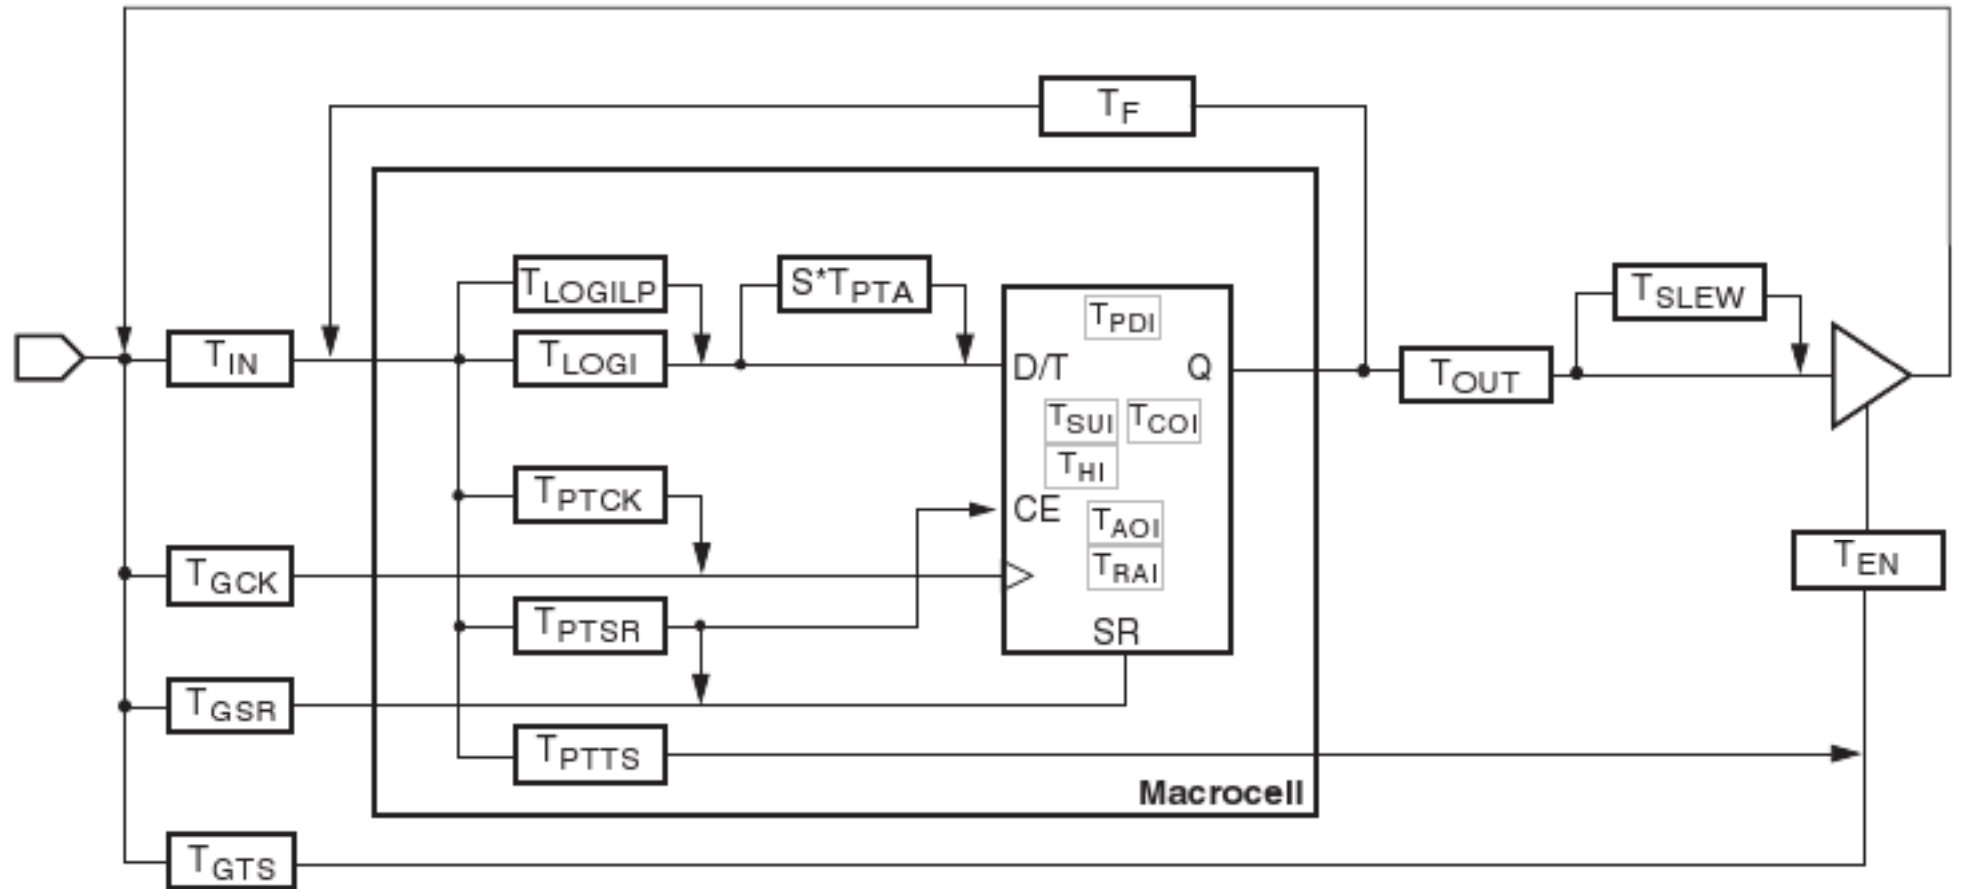 TF
TLOGILP
S*TPTA
TPDI
TIN
TLOGI
D/T
Q
TOUT
TSLEW
TSUI
TCOI
THI
TPTCK
CE
TAOI
TEN
TGCK
TRAI
TPTSR
SR
TGSR
TPTTS
Macrocell
TGTS